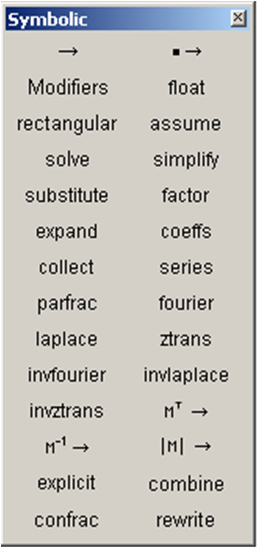 Symbolic
→ ▪ →
Modifiers float
rectangular assume
solve simplify
substitute factor
expand coeffs
collect series
parfrac fourier
laplace ztrans
invfourier invlaplace
invztrans Mᵀ →
M⁻¹ → |M| →
explicit combine
confrac rewrite